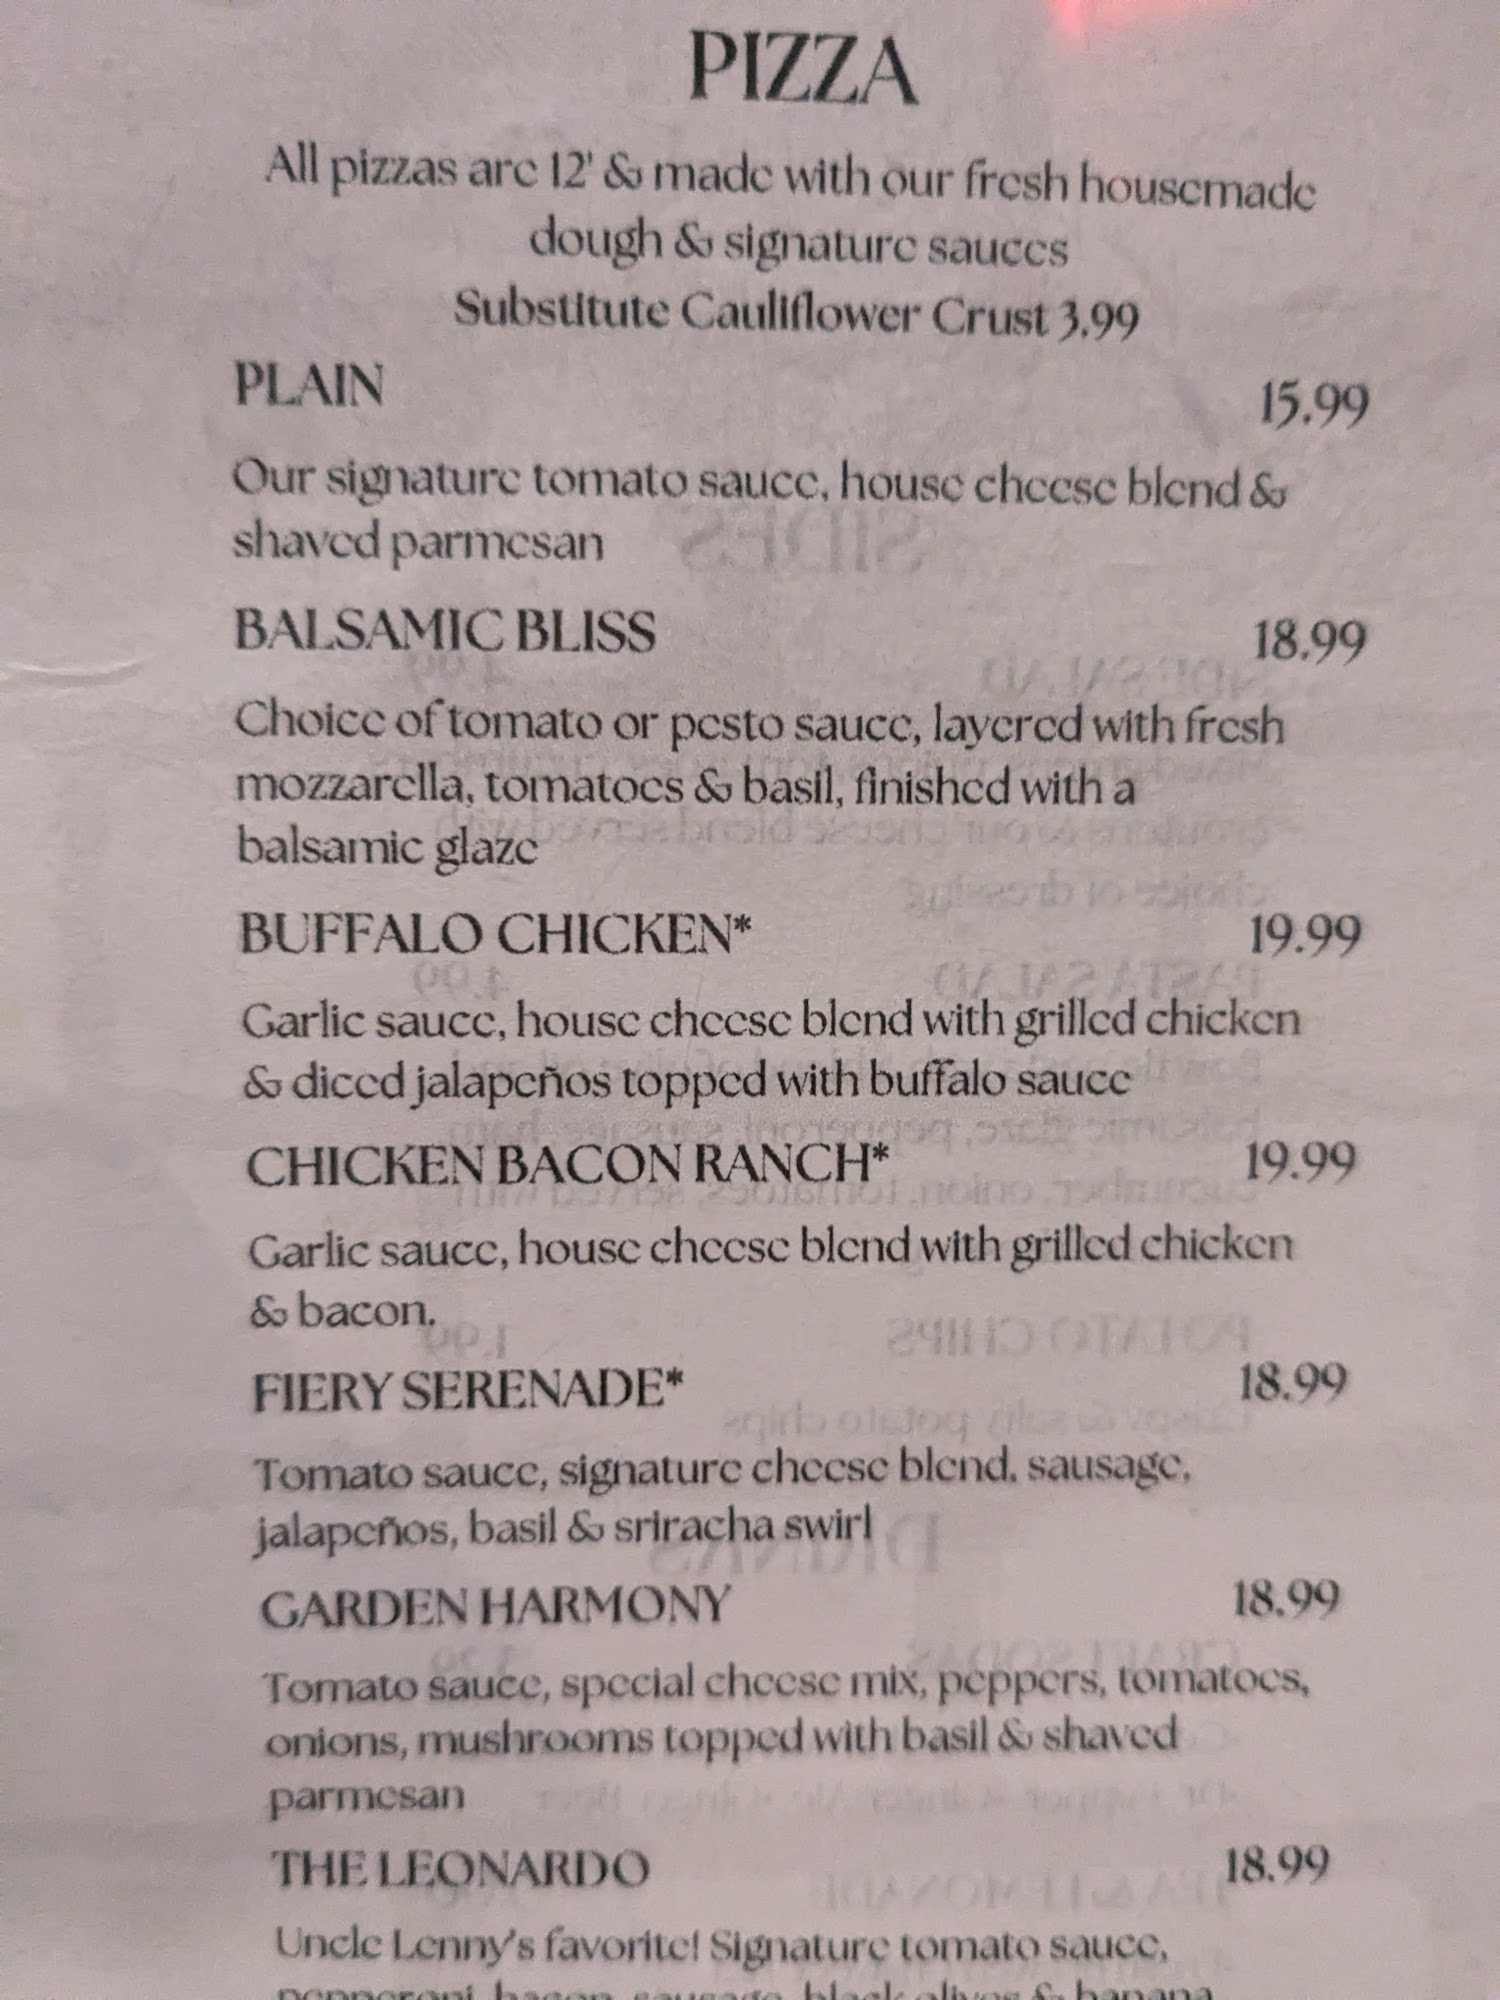 PIZZA
All pizzas are 12' & made with our fresh housemade
dough & signature sauces
Substitute Cauliflower Crust 3.99
PLAIN 15.99
Our signature tomato sauce, house cheese blend &
shaved parmesan
BALSAMIC BLISS 18.99
Choice of tomato or pesto sauce, layered with fresh
mozzarella, tomatoes & basil, finished with a
balsamic glaze
BUFFALO CHICKEN* 19.99
Garlic sauce, house cheese blend with grilled chicken
& diced jalapeños topped with buffalo sauce
CHICKEN BACON RANCH* 19.99
Garlic sauce, house cheese blend with grilled chicken
& bacon.
FIERY SERENADE* 18.99
Tomato sauce, signature cheese blend, sausage,
jalapeños, basil & sriracha swirl
GARDEN HARMONY 18.99
Tomato sauce, special cheese mix, peppers, tomatoes,
onions, mushrooms topped with basil & shaved
parmesan
THE LEONARDO 18.99
Uncle Lenny's favorite! Signature tomato sauce,
pepperoni, bacon, sausage, black olives & banana